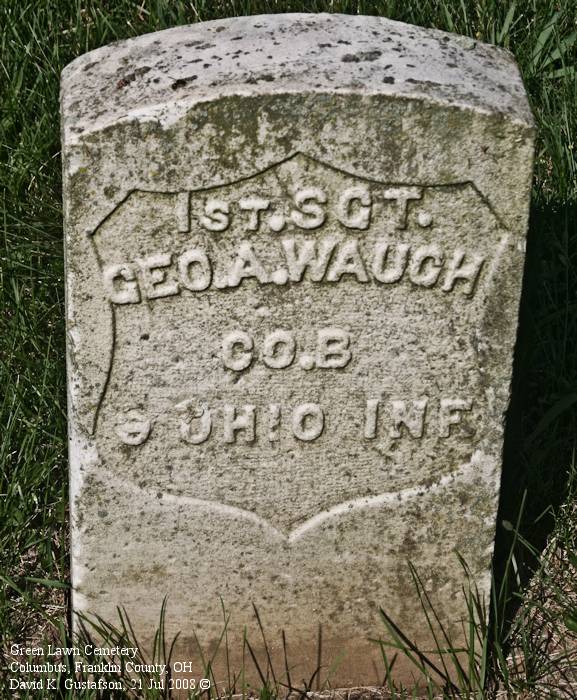 1ST. SGT.
GEO. A. WAUGH
CO. B
OHIO INF
Green Lawn Cemetery
Columbus, Franklin County, OH
David K. Gustafson, 21 Jul 2008 ©